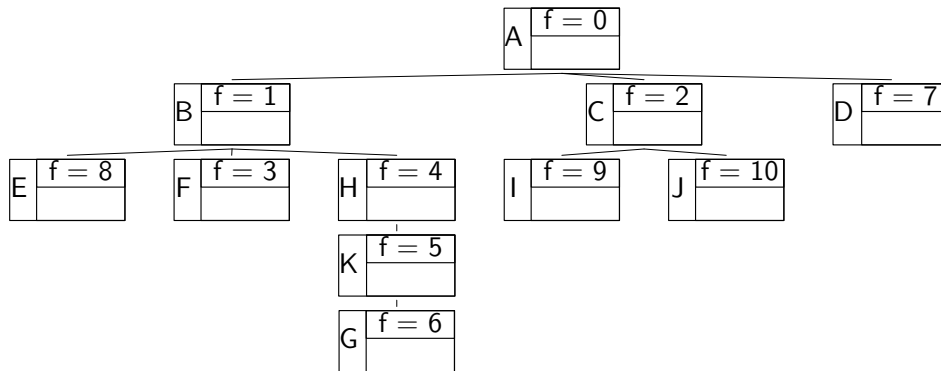 A f = 0
B f = 1
C f = 2
D f = 7
E f = 8
F f = 3
H f = 4
I f = 9
J f = 10
K f = 5
G f = 6